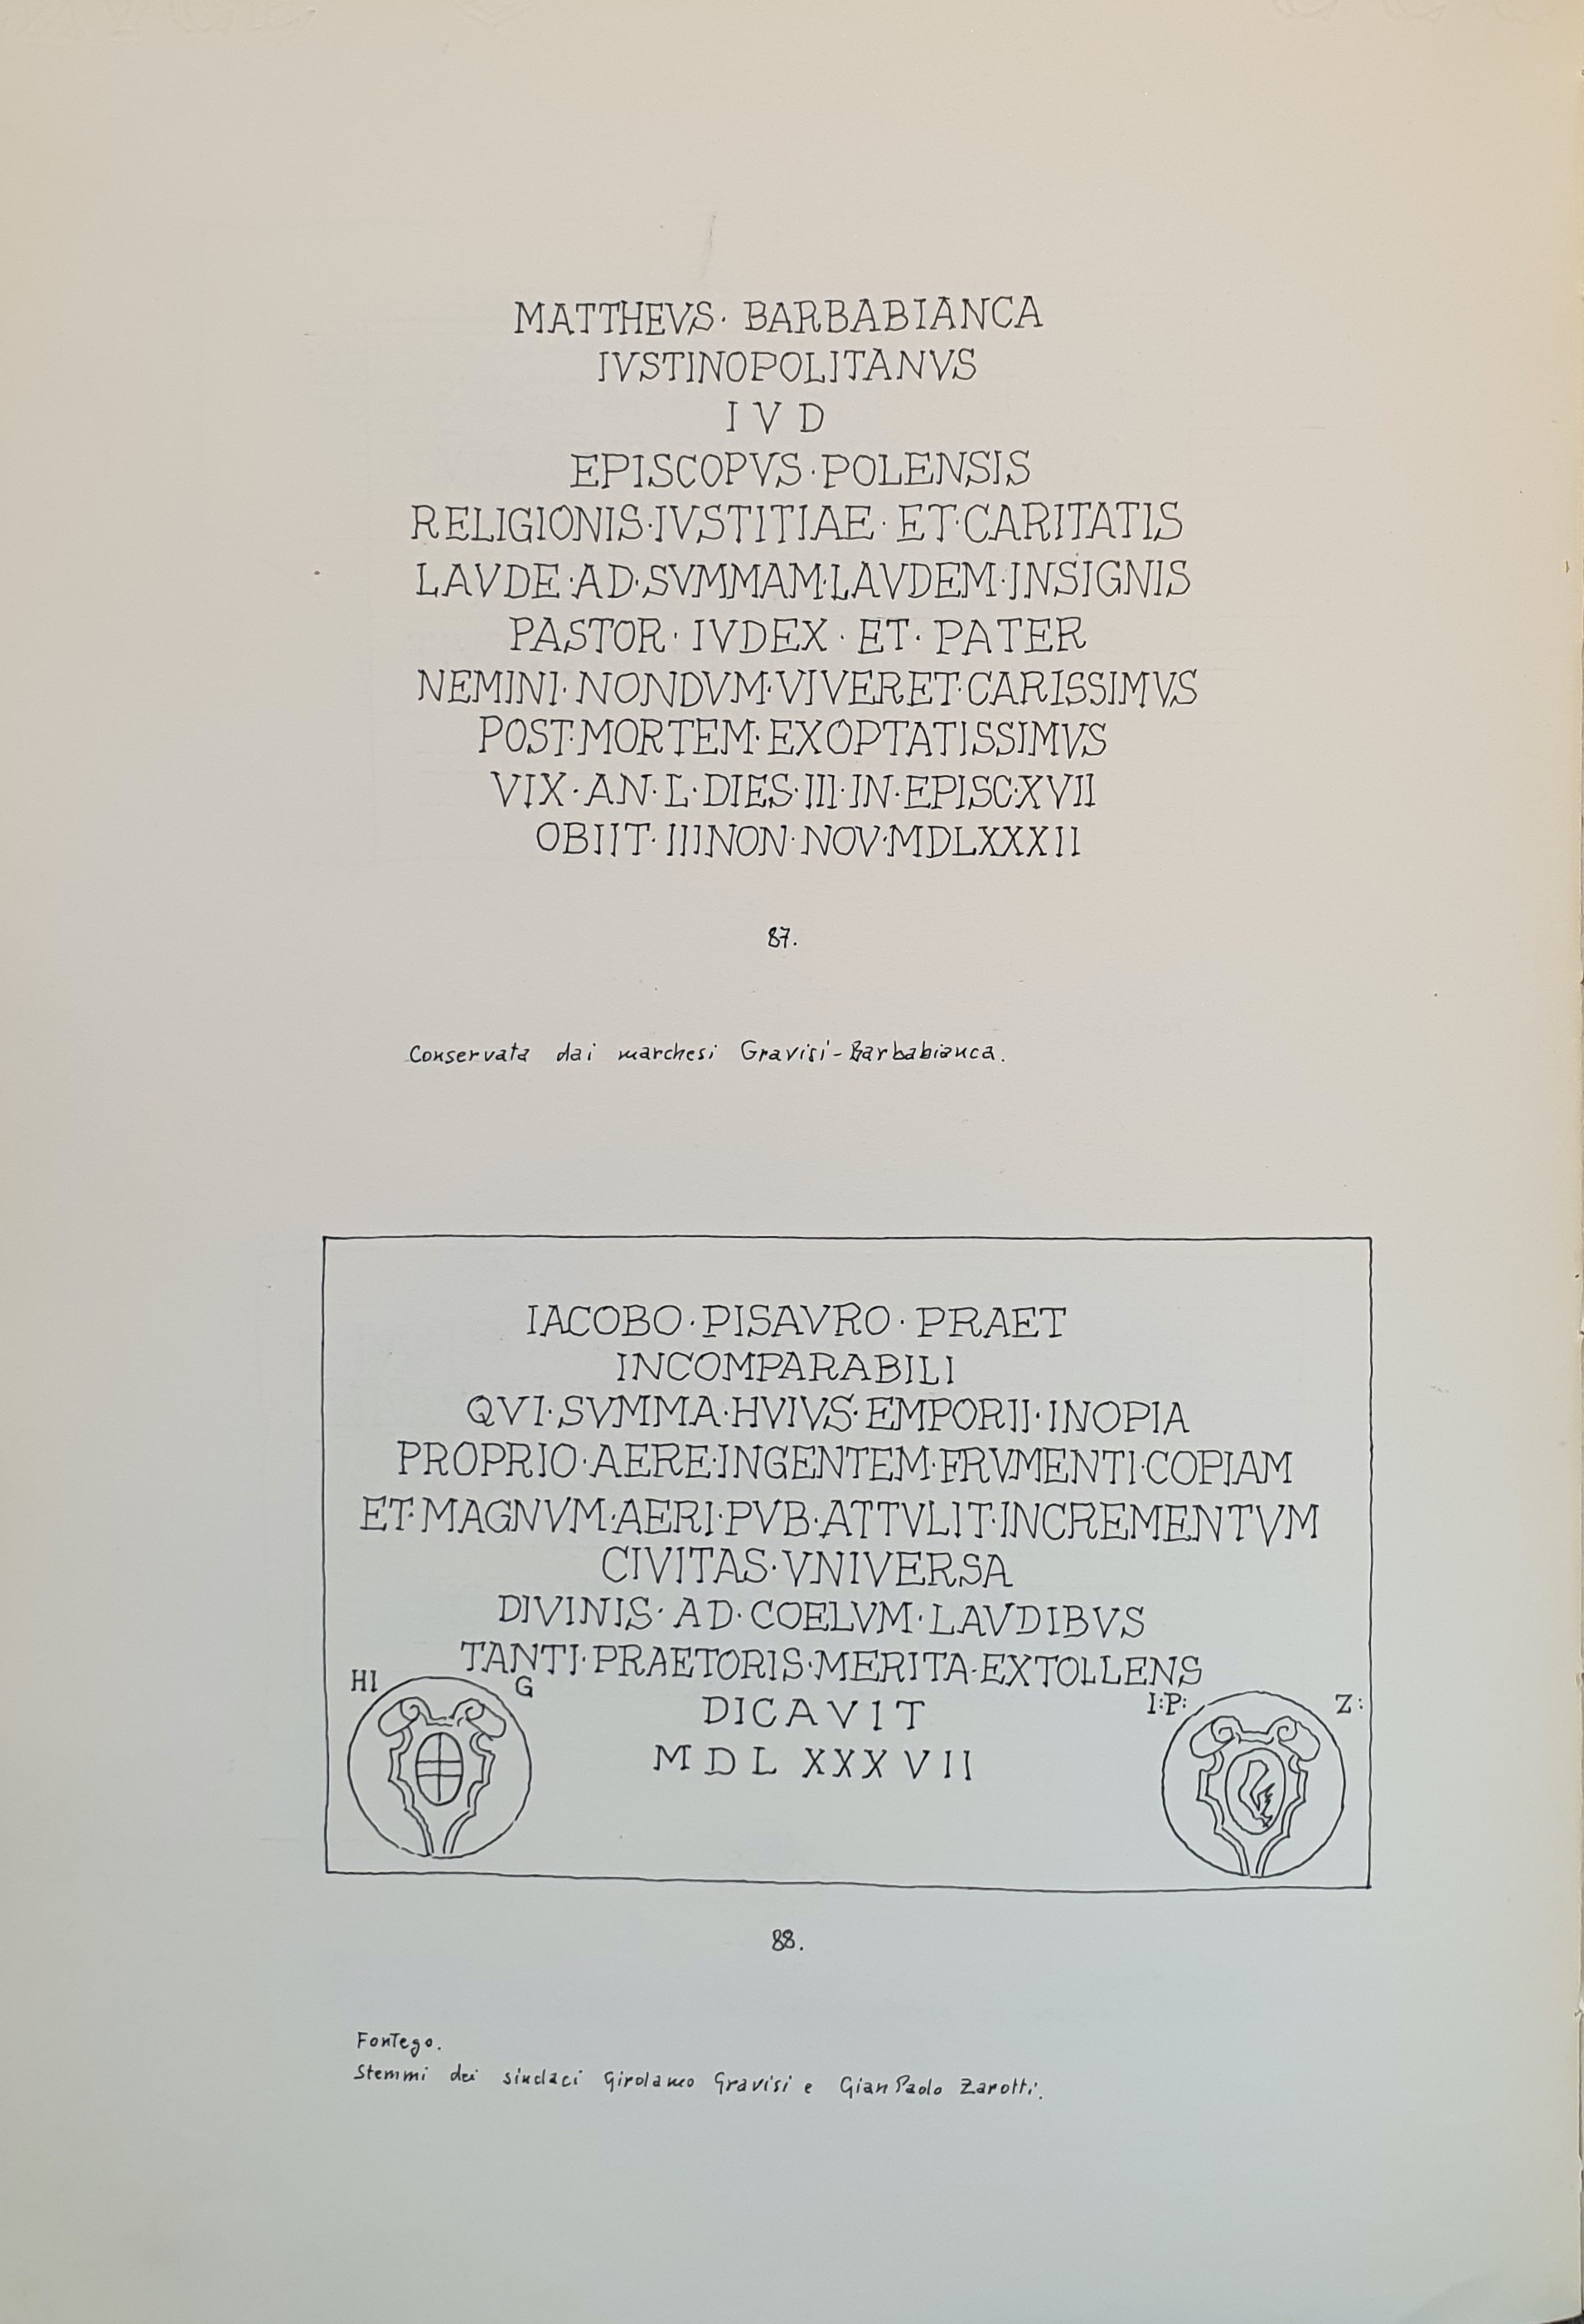 MATTHEVS· BARBABIANCA
IVSTINOPOLITANVS
I V D
EPISCOPVS·POLENSIS
RELIGIONIS·IVSTITIAE·ET·CARITATIS
LAVDE·AD·SVMMAM·LAVDEM·INSIGNIS
PASTOR·IVDEX·ET·PATER
NEMINI·NONDVM·VIVERET·CARISSIMVS
POST·MORTEM·EXOPTATISSIMVS
VIX·AN·L·DIES·III·IN·EPISC·XVII
OBIIT·IIINON·NOV·MDLXXXII
87.
Conservata dai marchesi Gravisi-Barbabianca.
IACOBO·PISAVRO·PRAET
INCOMPARABILI
QVI·SVMMA·HVIVS·EMPORII·INOPIA
PROPRIO·AERE·INGENTEM·FRVMENTI·COPIAM
ET·MAGNVM·AERI·PVB·ATTVLIT·INCREMENTVM
CIVITAS·VNIVERSA
DIVINIS·AD·COELVM·LAVDIBVS
TANTI·PRAETORIS·MERITA·EXTOLLENS
HI G I:P: Z:
DICAVIT
MDLXXXVII
88.
Fontego.
Stemmi dei sindaci Girolamo Gravisi e Gian Paolo Zarotti.